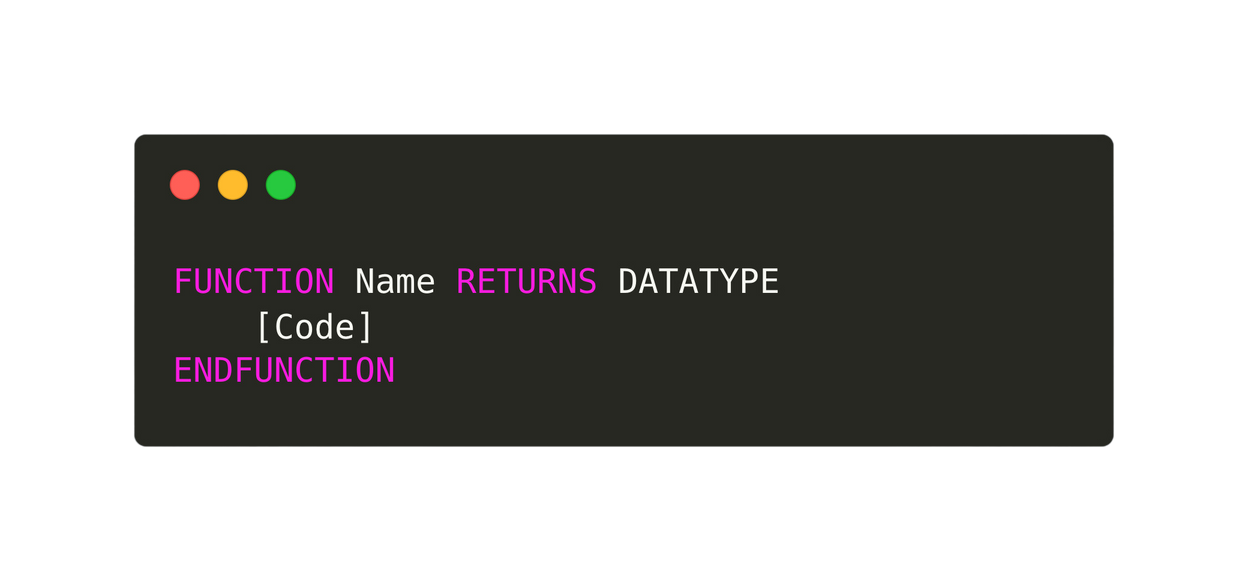 FUNCTION Name RETURNS DATATYPE
    [Code]
ENDFUNCTION